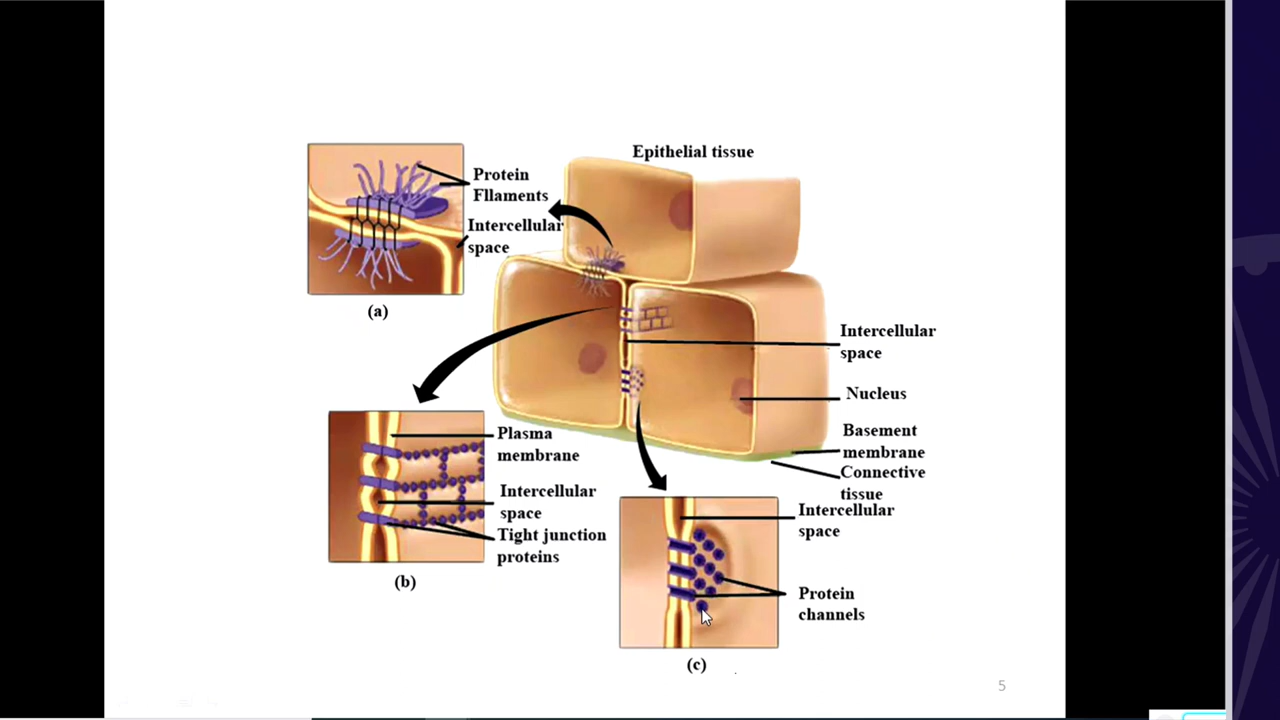 Epithelial tissue
Protein
Fllaments
Intercellular
space
(a)
Intercellular
space
Nucleus
Basement
membrane
Connective
tissue
Plasma
membrane
Intercellular
space
Tight junction
proteins
(b)
Intercellular
space
Protein
channels
(c)
5